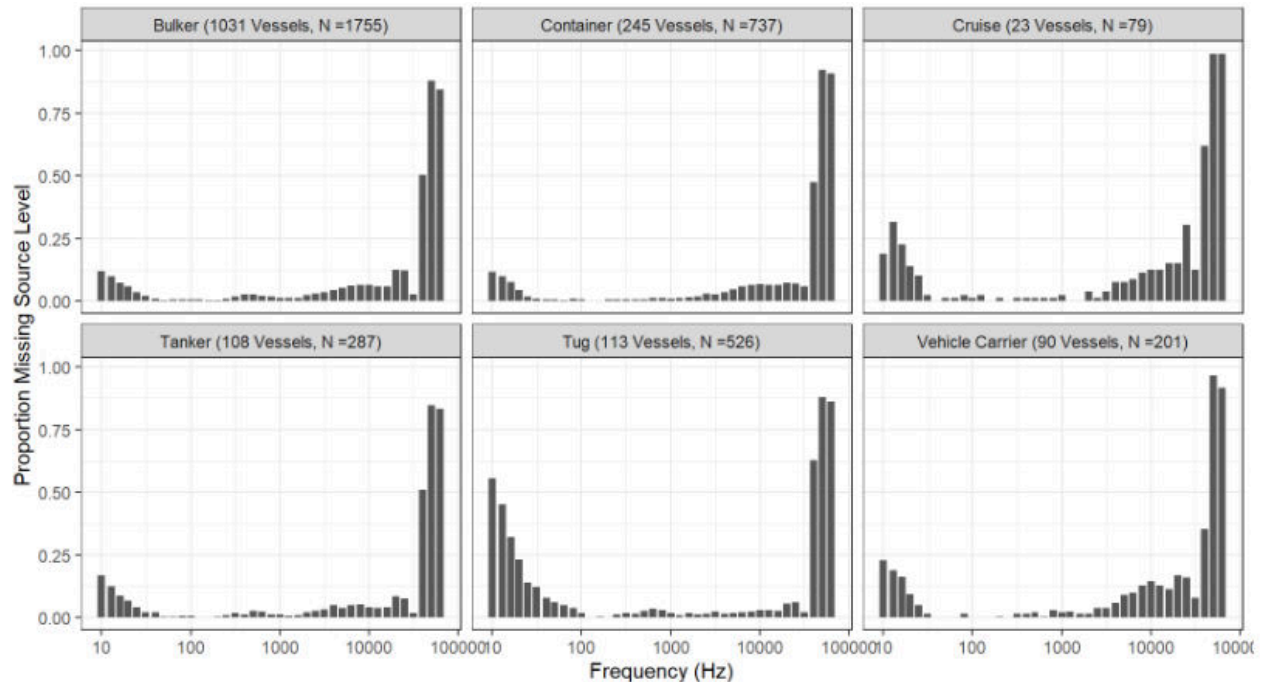 Bulker (1031 Vessels, N =1755)
Container (245 Vessels, N =737)
Cruise (23 Vessels, N =79)
1.00
0.75
0.50
0.25
0.00
Tanker (108 Vessels, N =287)
Tug (113 Vessels, N =526)
Vehicle Carrier (90 Vessels, N =201)
1.00
0.75
0.50
0.25
0.00
Proportion Missing Source Level
10 100 1000 10000 100000
10 100 1000 10000 100000
10 100 1000 10000 10000
Frequency (Hz)